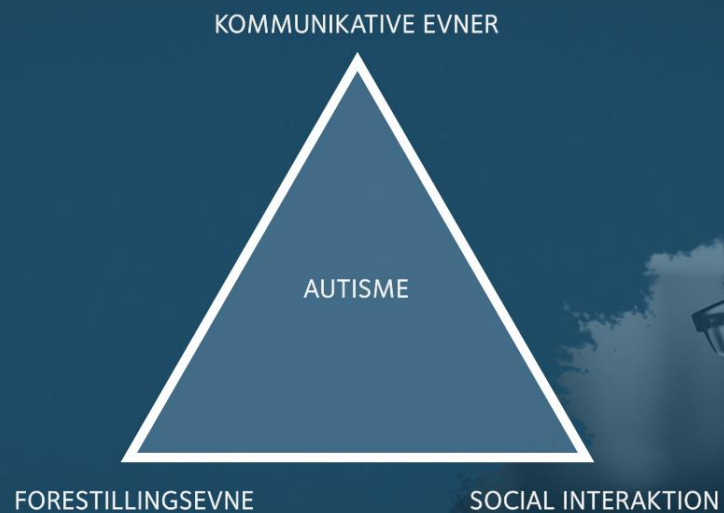 KOMMUNIKATIVE EVNER
AUTISME
FORESTILLINGSEVNE
SOCIAL INTERAKTION